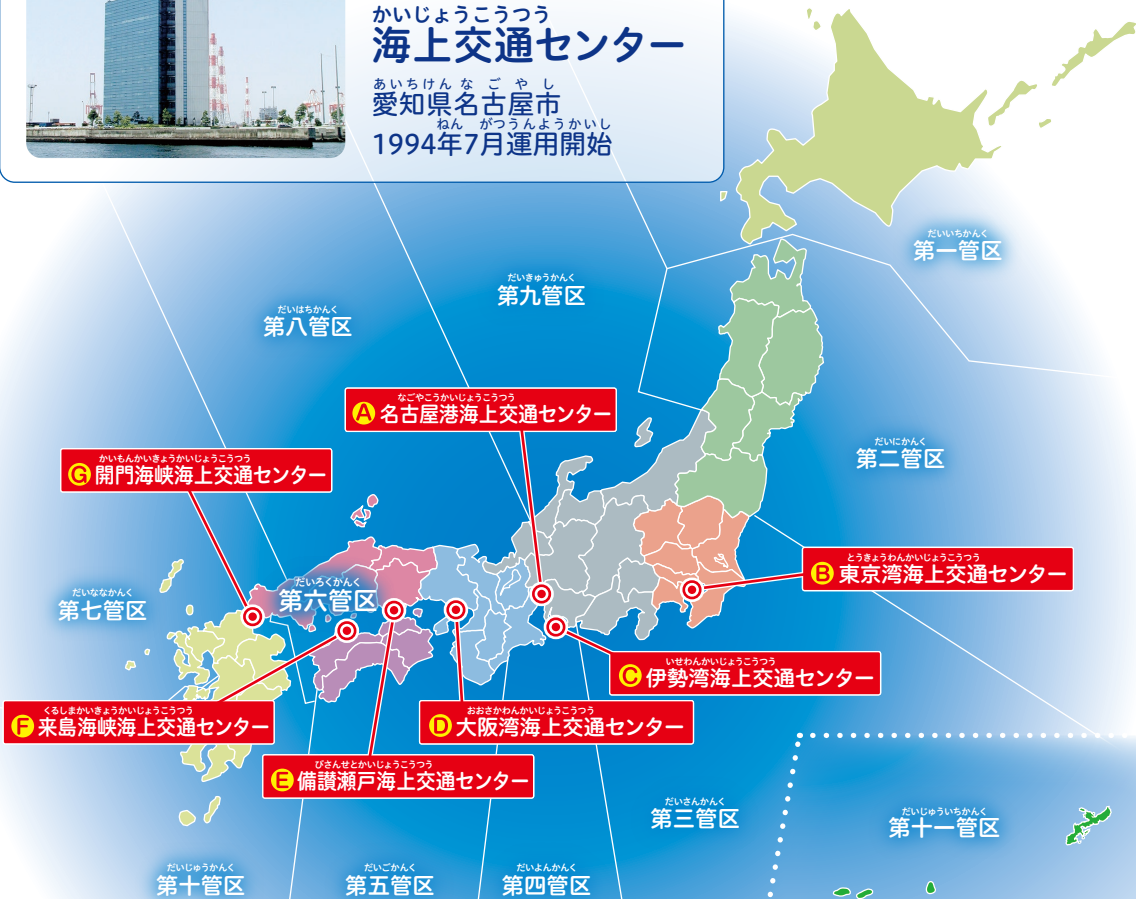 かいじょうこうつう
海上交通センター
あいちけん な ご や し
愛知県名古屋市
ねん がつうんようかいし
1994年7月運用開始
だいいちかんく
第一管区
だいきゅうかんく
第九管区
だいはちかんく
第八管区
なごやこうかいじょうこうつう
A 名古屋港海上交通センター
だいにかんく
第二管区
かいもんかいきょうかいじょうこうつう
G 開門海峡海上交通センター
とうきょうわんかいじょうこうつう
B 東京湾海上交通センター
だいろくかんく
第六管区
だいななかんく
第七管区
いせわんかいじょうこうつう
C 伊勢湾海上交通センター
くるしまかいきょうかいじょうこうつう
F 来島海峡海上交通センター
おおさかわんかいじょうこうつう
D 大阪湾海上交通センター
びさんせとかいじょうこうつう
E 備讃瀬戸海上交通センター
だいさんかんく
第三管区
だいじゅういちかんく
第十一管区
だいじゅうかんく
第十管区
だいごかんく
第五管区
だいよんかんく
第四管区